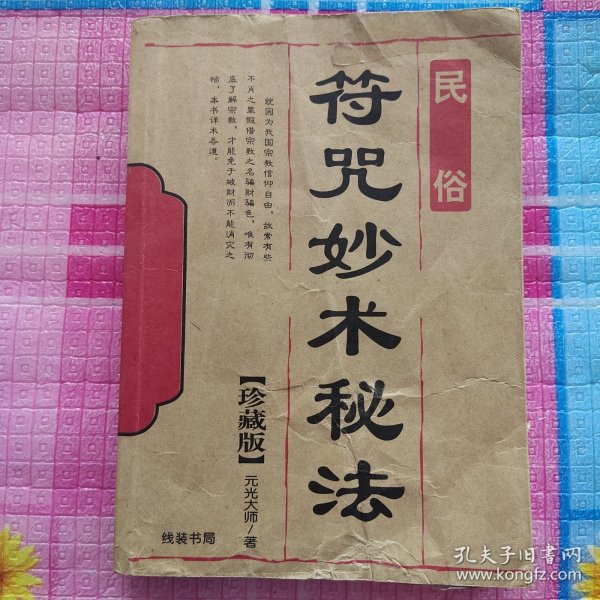 民俗
符咒妙术秘法
就因为我国宗教信仰自由，故常有些
不肖之辈假借宗教之名骗财骗色，唯有彻
底了解宗教，才能免于破财而不能消灾之
恼，本书详术各道。
【珍藏版】
元光大师/著
线装书局
孔夫子旧书网
www.kongfz.com